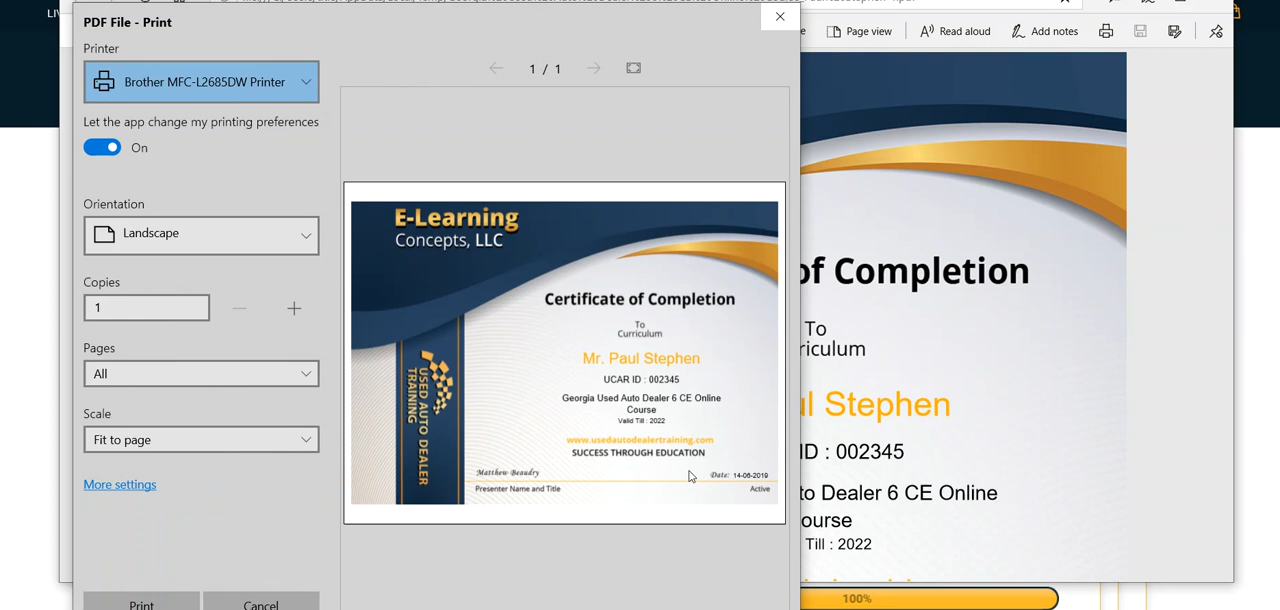 LIV
PDF File - Print
Printer
Brother MFC-L2685DW Printer
Let the app change my printing preferences
On
Orientation
Landscape
Copies
1
Pages
All
Scale
Fit to page
More settings
Print
Cancel
1 / 1
E-Learning
Concepts, LLC
Certificate of Completion
To
Curriculum
Mr. Paul Stephen
UCAR ID : 002345
Georgia Used Auto Dealer 6 CE Online
Course
Valid Till : 2022
www.usedautodealertraining.com
SUCCESS THROUGH EDUCATION
Matthew Beaudry
Date: 14-06-2019
Presenter Name and Title
Active
USED AUTO DEALER
TRAINING
Page view
Read aloud
Add notes
of Completion
To
riculum
ul Stephen
ID : 002345
to Dealer 6 CE Online
ourse
Till : 2022
100%